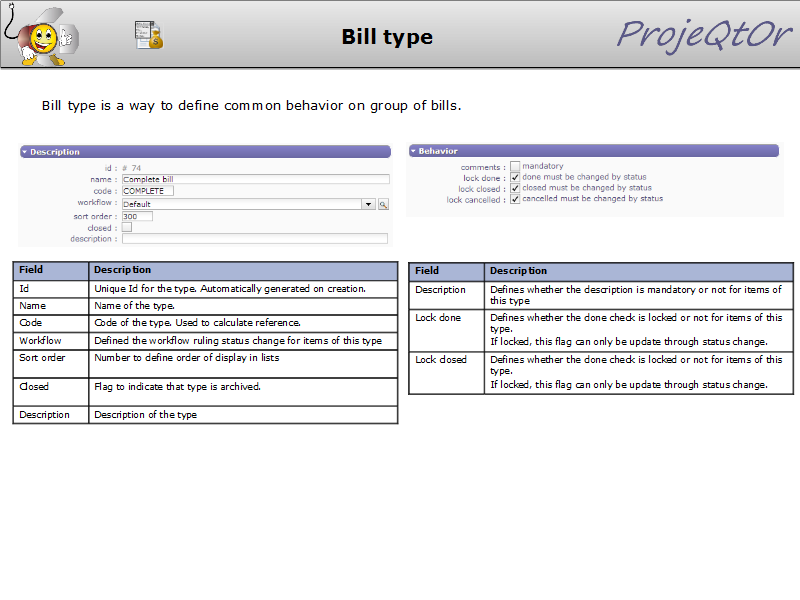 Bill type
ProjeQtOr
Bill type is a way to define common behavior on group of bills.
Description
id : # 74
name : Complete bill
code : COMPLETE
workflow : Default
sort order : 300
closed :
description :
Field Description
Id Unique Id for the type. Automatically generated on creation.
Name Name of the type.
Code Code of the type. Used to calculate reference.
Workflow Defined the workflow ruling status change for items of this type
Sort order Number to define order of display in lists
Closed Flag to indicate that type is archived.
Description Description of the type
Behavior
comments : mandatory
lock done : done must be changed by status
lock closed : closed must be changed by status
lock cancelled : cancelled must be changed by status
Field Description
Description Defines whether the description is mandatory or not for items of
this type
Lock done Defines whether the done check is locked or not for items of this
type.
If locked, this flag can only be update through status change.
Lock closed Defines whether the done check is locked or not for items of this
type.
If locked, this flag can only be update through status change.